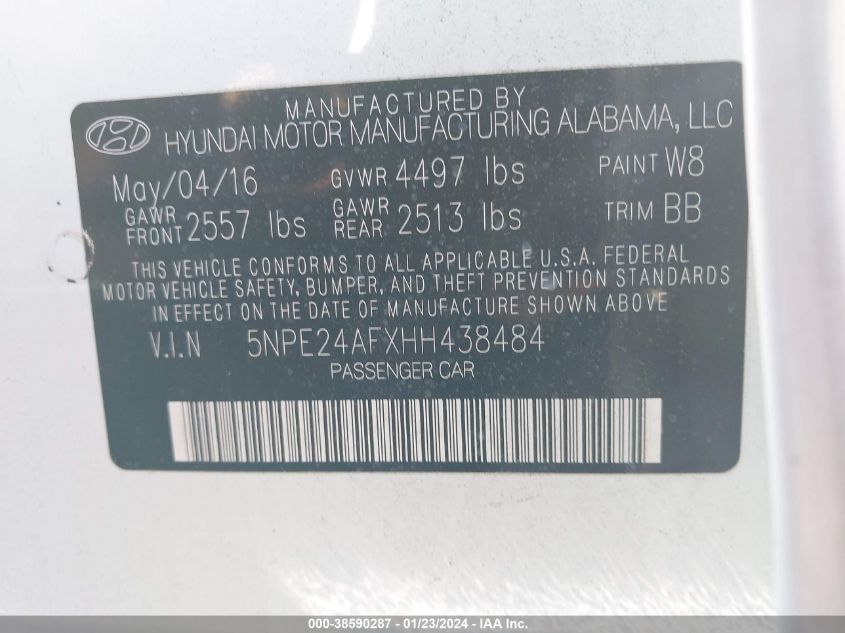 MANUFACTURED BY
HYUNDAI MOTOR MANUFACTURING ALABAMA, LLC
May/04/16 GVWR 4497 lbs PAINT W8
GAWR FRONT 2557 lbs GAWR REAR 2513 lbs TRIM BB
THIS VEHICLE CONFORMS TO ALL APPLICABLE U.S.A. FEDERAL
MOTOR VEHICLE SAFETY, BUMPER, AND THEFT PREVENTION STANDARDS
IN EFFECT ON THE DATE OF MANUFACTURE SHOWN ABOVE
V.I.N 5NPE24AFXHH438484
PASSENGER CAR
000-38590287 - 01/23/2024 - IAA Inc.